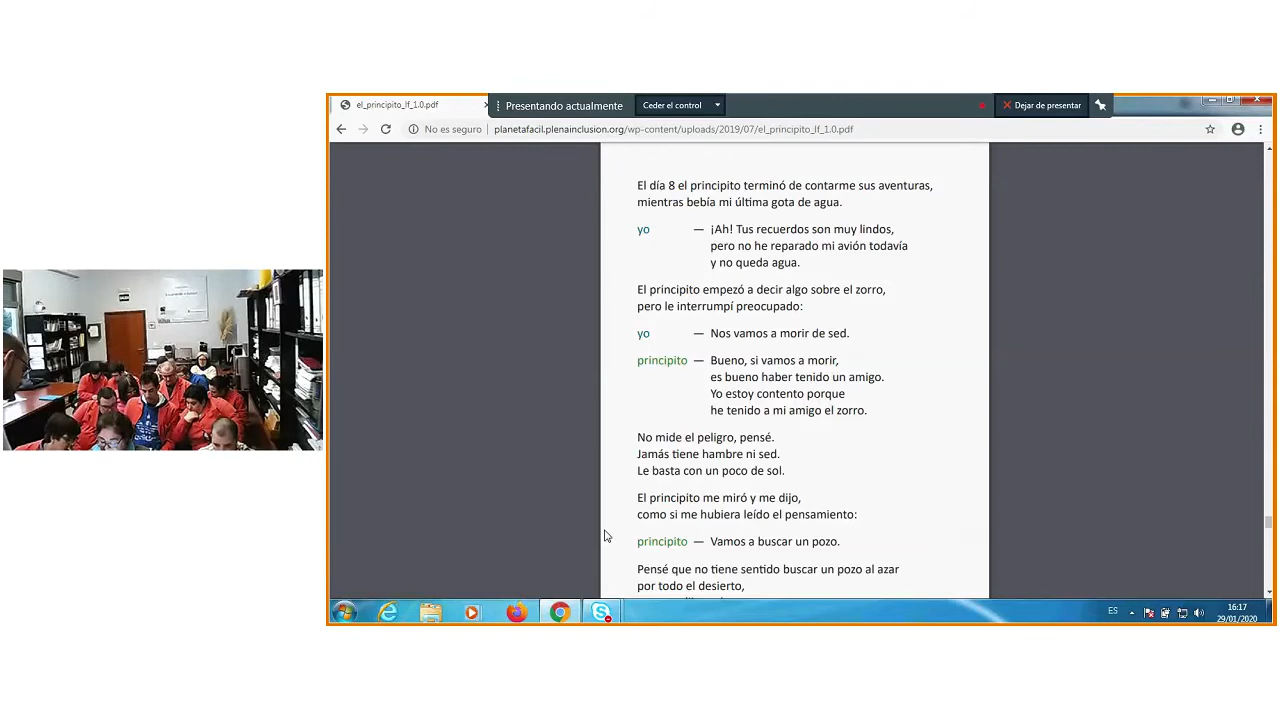 el_principito_lf_1.0.pdf
Presentando actualmente
Ceder el control
Dejar de presentar
No es seguro
planetafacil.plenainclusion.org/wp-content/uploads/2019/07/el_principito_lf_1.0.pdf
El día 8 el principito terminó de contarme sus aventuras,
mientras bebía mi última gota de agua.
yo — ¡Ah! Tus recuerdos son muy lindos,
pero no he reparado mi avión todavía
y no queda agua.
El principito empezó a decir algo sobre el zorro,
pero le interrumpí preocupado:
yo — Nos vamos a morir de sed.
principito — Bueno, si vamos a morir,
es bueno haber tenido un amigo.
Yo estoy contento porque
he tenido a mi amigo el zorro.
No mide el peligro, pensé.
Jamás tiene hambre ni sed.
Le basta con un poco de sol.
El principito me miró y me dijo,
como si me hubiera leído el pensamiento:
principito — Vamos a buscar un pozo.
Pensé que no tiene sentido buscar un pozo al azar
por todo el desierto,
ES
16:17
29/01/2020